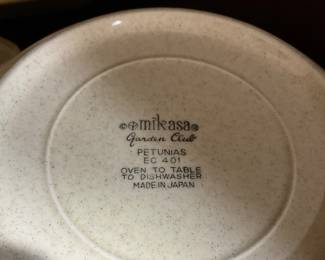 ©⊕mikasa®
Garden Club
PETUNIAS
EC 401
OVEN TO TABLE
TO DISHWASHER
MADE IN JAPAN